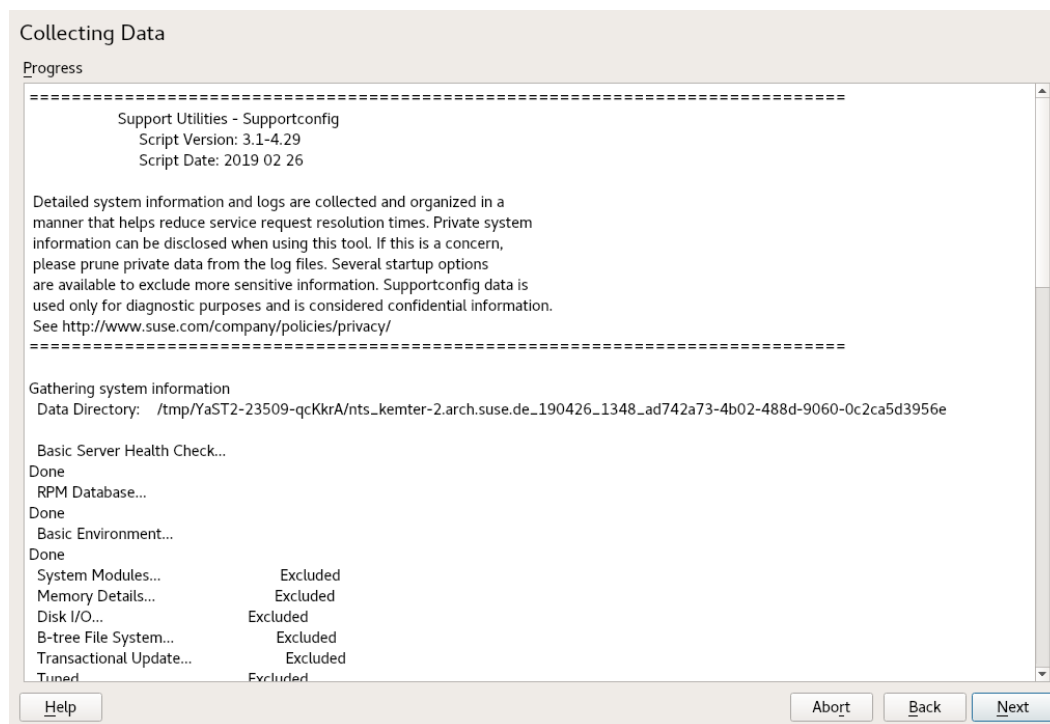 Collecting Data
Progress
=============================================================================
Support Utilities - Supportconfig
Script Version: 3.1-4.29
Script Date: 2019 02 26
Detailed system information and logs are collected and organized in a
manner that helps reduce service request resolution times. Private system
information can be disclosed when using this tool. If this is a concern,
please prune private data from the log files. Several startup options
are available to exclude more sensitive information. Supportconfig data is
used only for diagnostic purposes and is considered confidential information.
See http://www.suse.com/company/policies/privacy/
=============================================================================
Gathering system information
Data Directory: /tmp/YaST2-23509-qcKkrA/nts_kemter-2.arch.suse.de_190426_1348_ad742a73-4b02-488d-9060-0c2ca5d3956e
Basic Server Health Check...
Done
RPM Database...
Done
Basic Environment...
Done
System Modules... Excluded
Memory Details... Excluded
Disk I/O... Excluded
B-tree File System... Excluded
Transactional Update... Excluded
Tuned Excluded
Help Abort Back Next